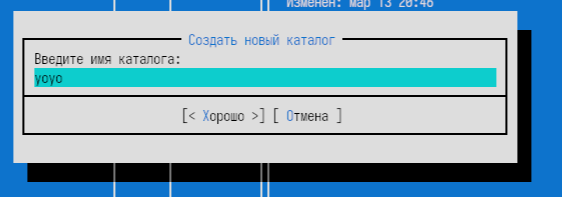 Изменен: мар 13 20:46
Создать новый каталог
Введите имя каталога:
yoyo
[< Хорошо >] [ Отмена ]